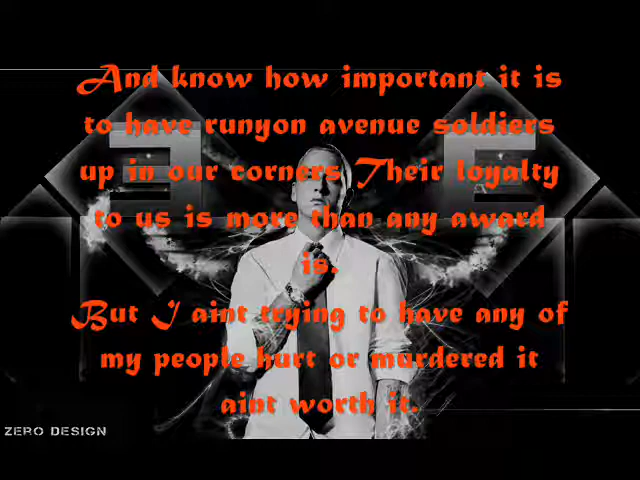 And know how important it is
to have runyon avenue soldiers
up in our corners Their loyalty
to us is more than any award
is.
But I aint trying to have any of
my people hurt or murdered it
aint worth it.
ZERO DESIGN